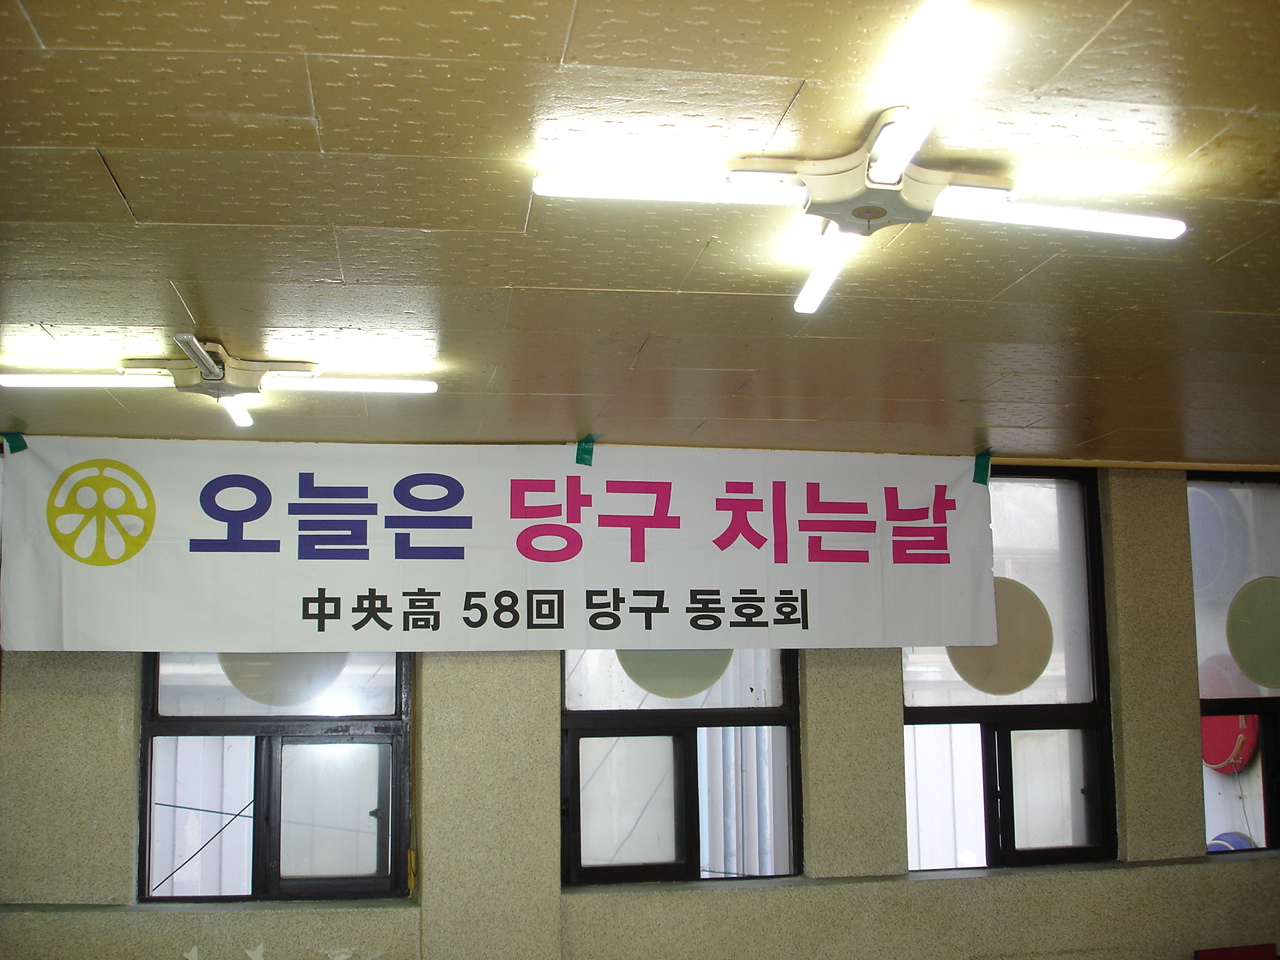 오늘은 당구 치는날
中央高 58回 당구 동호회